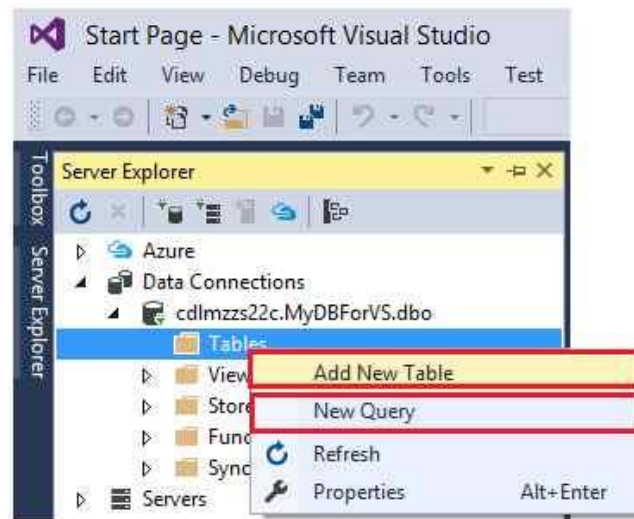 Start Page - Microsoft Visual Studio
File Edit View Debug Team Tools Test
Toolbox
Server Explorer
Server Explorer
Azure
Data Connections
cdlmzzs22c.MyDBForVS.dbo
Tables
View
Store
Func
Sync
Servers
Add New Table
New Query
Refresh
Properties Alt+Enter